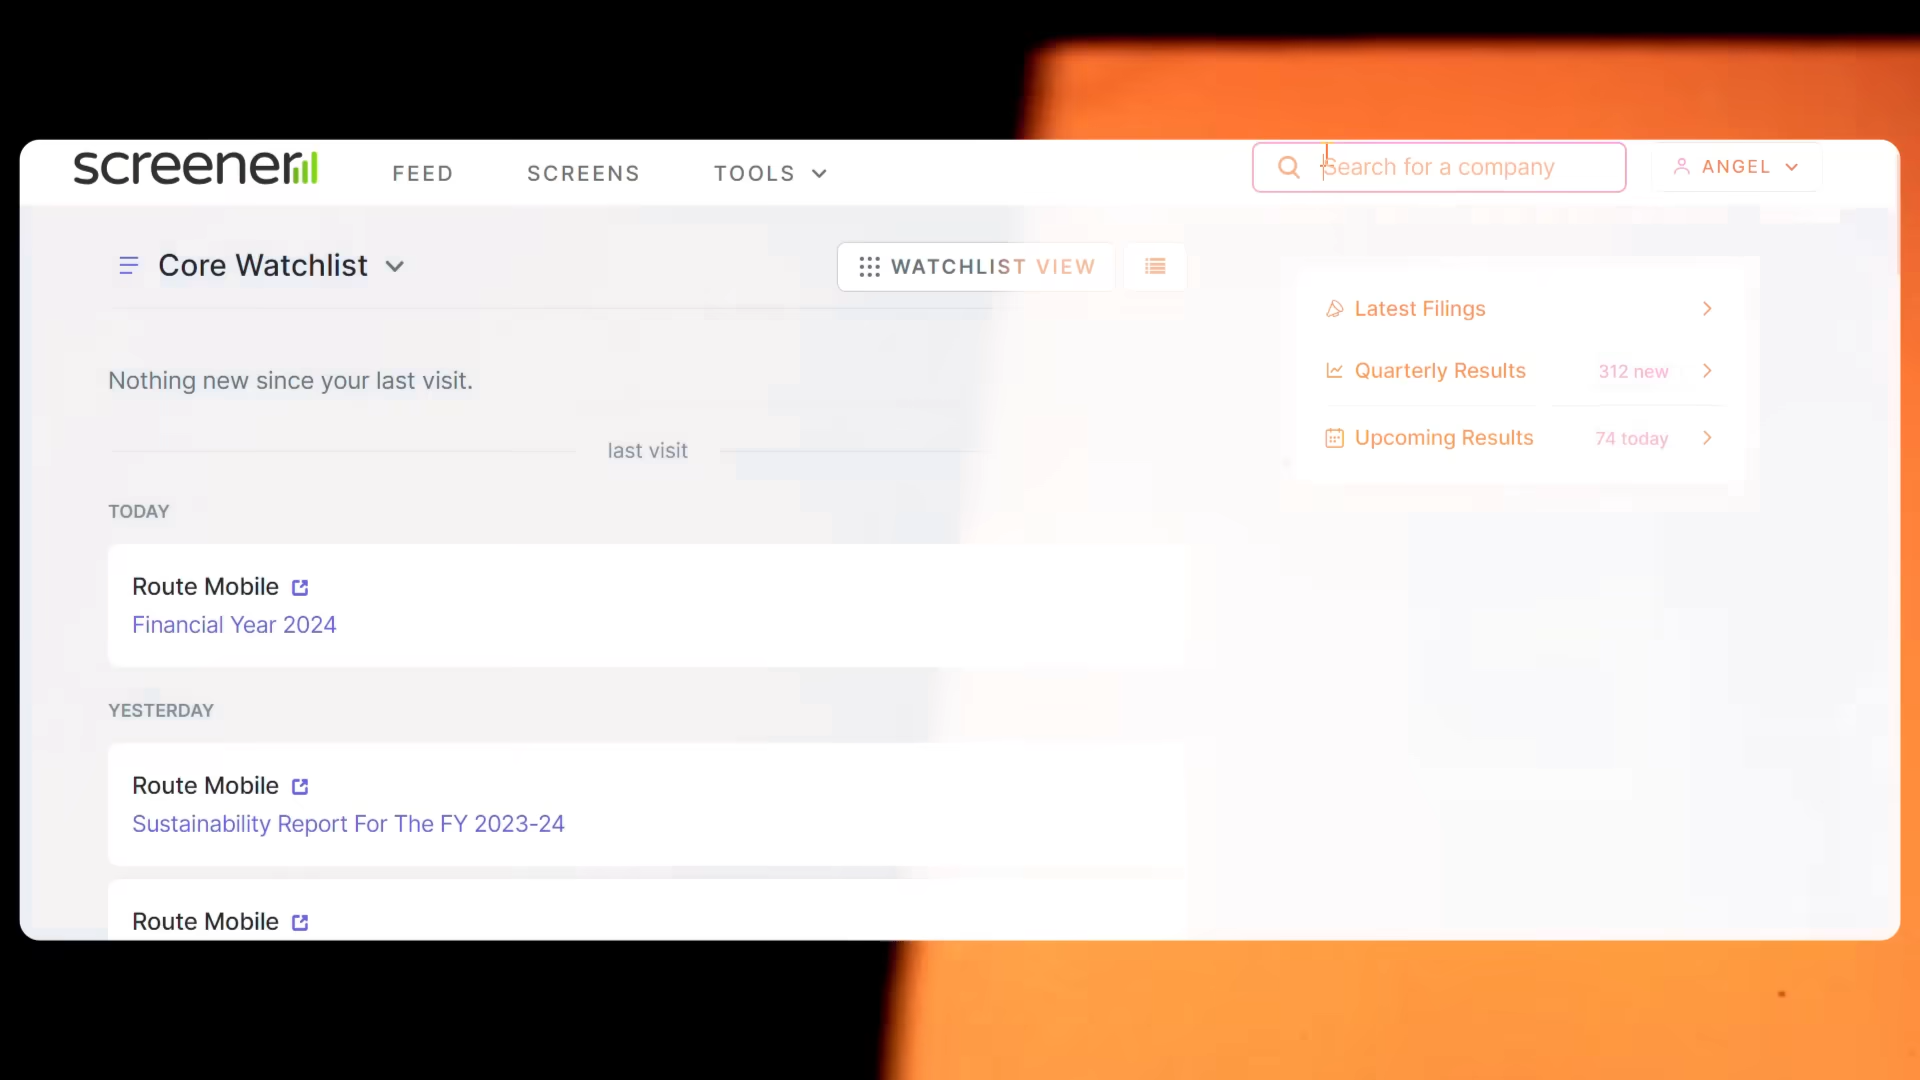 screener
FEED
SCREENS
TOOLS
Search for a company
ANGEL
Core Watchlist
WATCHLIST VIEW
Nothing new since your last visit.
last visit
TODAY
Route Mobile
Financial Year 2024
YESTERDAY
Route Mobile
Sustainability Report For The FY 2023-24
Route Mobile
Latest Filings
Quarterly Results 312 new
Upcoming Results 74 today